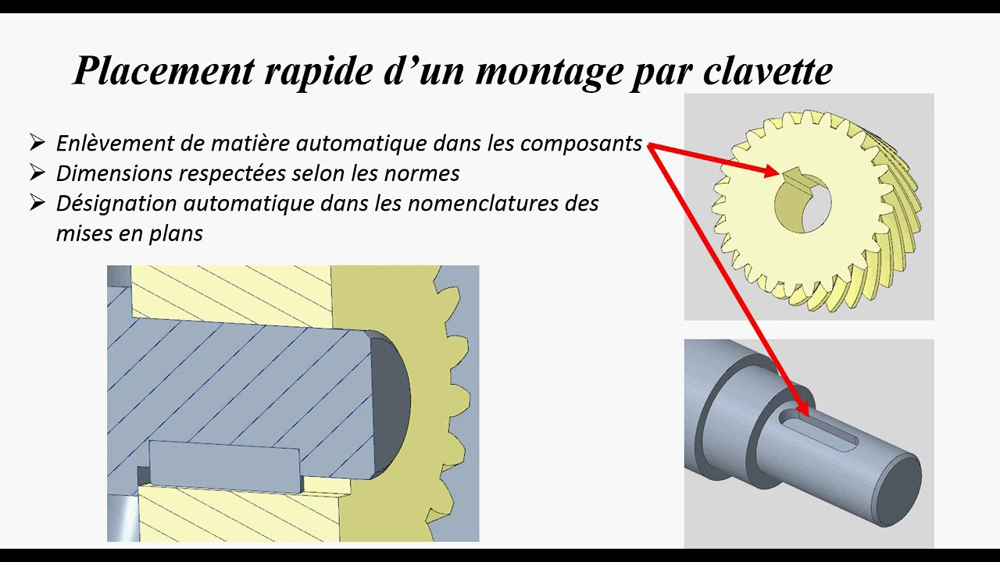 Placement rapide d’un montage par clavette
➢ Enlèvement de matière automatique dans les composants
➢ Dimensions respectées selon les normes
➢ Désignation automatique dans les nomenclatures des
mises en plans